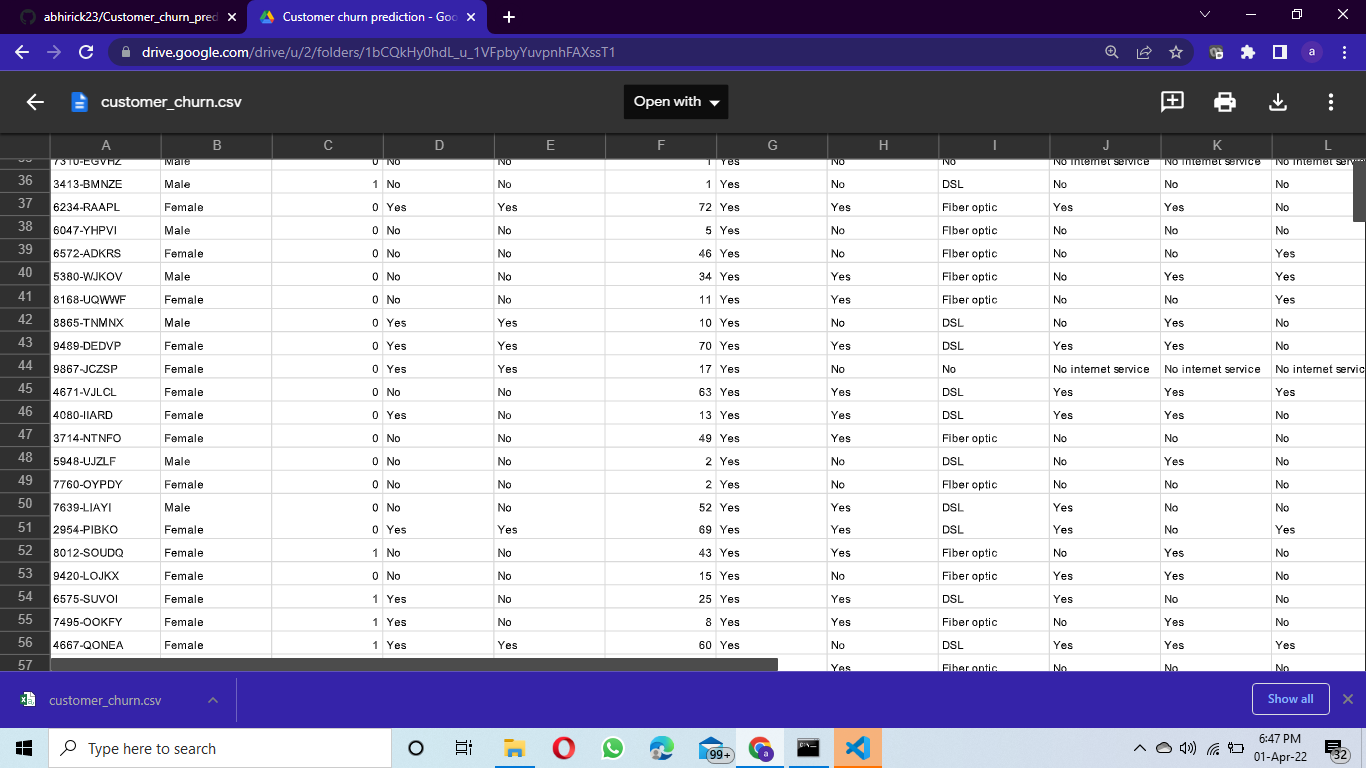 abhirick23/Customer_churn_pred
Customer churn prediction - Goo
drive.google.com/drive/u/2/folders/1bCQkHy0hdL_u_1VFpbyYuvpnhFAXssT1
a
customer_churn.csv
Open with
A B C D E F G H I J K L
7310-EGVHZ Male 0 No No 1 Yes No No No internet service No internet service No internet servic
36 3413-BMNZE Male 1 No No 1 Yes No DSL No No No
37 6234-RAAPL Female 0 Yes Yes 72 Yes Yes Fiber optic Yes Yes No
38 6047-YHPVI Male 0 No No 5 Yes No Fiber optic No No No
39 6572-ADKRS Female 0 No No 46 Yes No Fiber optic No No Yes
40 5380-WJKOV Male 0 No No 34 Yes Yes Fiber optic No Yes Yes
41 8168-UQWWF Female 0 No No 11 Yes Yes Fiber optic No No Yes
42 8865-TNMNX Male 0 Yes Yes 10 Yes No DSL No Yes No
43 9489-DEDVP Female 0 Yes Yes 70 Yes Yes DSL Yes Yes No
44 9867-JCZSP Female 0 Yes Yes 17 Yes No No No internet service No internet service No internet servic
45 4671-VJLCL Female 0 No No 63 Yes Yes DSL Yes Yes Yes
46 4080-IIARD Female 0 Yes No 13 Yes Yes DSL Yes Yes No
47 3714-NTNFO Female 0 No No 49 Yes Yes Fiber optic No No No
48 5948-UJZLF Male 0 No No 2 Yes No DSL No Yes No
49 7760-OYPDY Female 0 No No 2 Yes No Fiber optic No No No
50 7639-LIAYI Male 0 No No 52 Yes Yes DSL Yes No No
51 2954-PIBKO Female 0 Yes Yes 69 Yes Yes DSL Yes No Yes
52 8012-SOUDQ Female 1 No No 43 Yes Yes Fiber optic No Yes No
53 9420-LOJKX Female 0 No No 15 Yes No Fiber optic Yes Yes No
54 6575-SUVOI Female 1 Yes No 25 Yes Yes DSL Yes No No
55 7495-OOKFY Female 1 Yes No 8 Yes Yes Fiber optic No Yes No
56 4667-QONEA Female 1 Yes Yes 60 Yes No DSL Yes Yes Yes
57 Yes Fiber optic No No No
customer_churn.csv
Show all
Type here to search
99+
a
6:47 PM
01-Apr-22
32